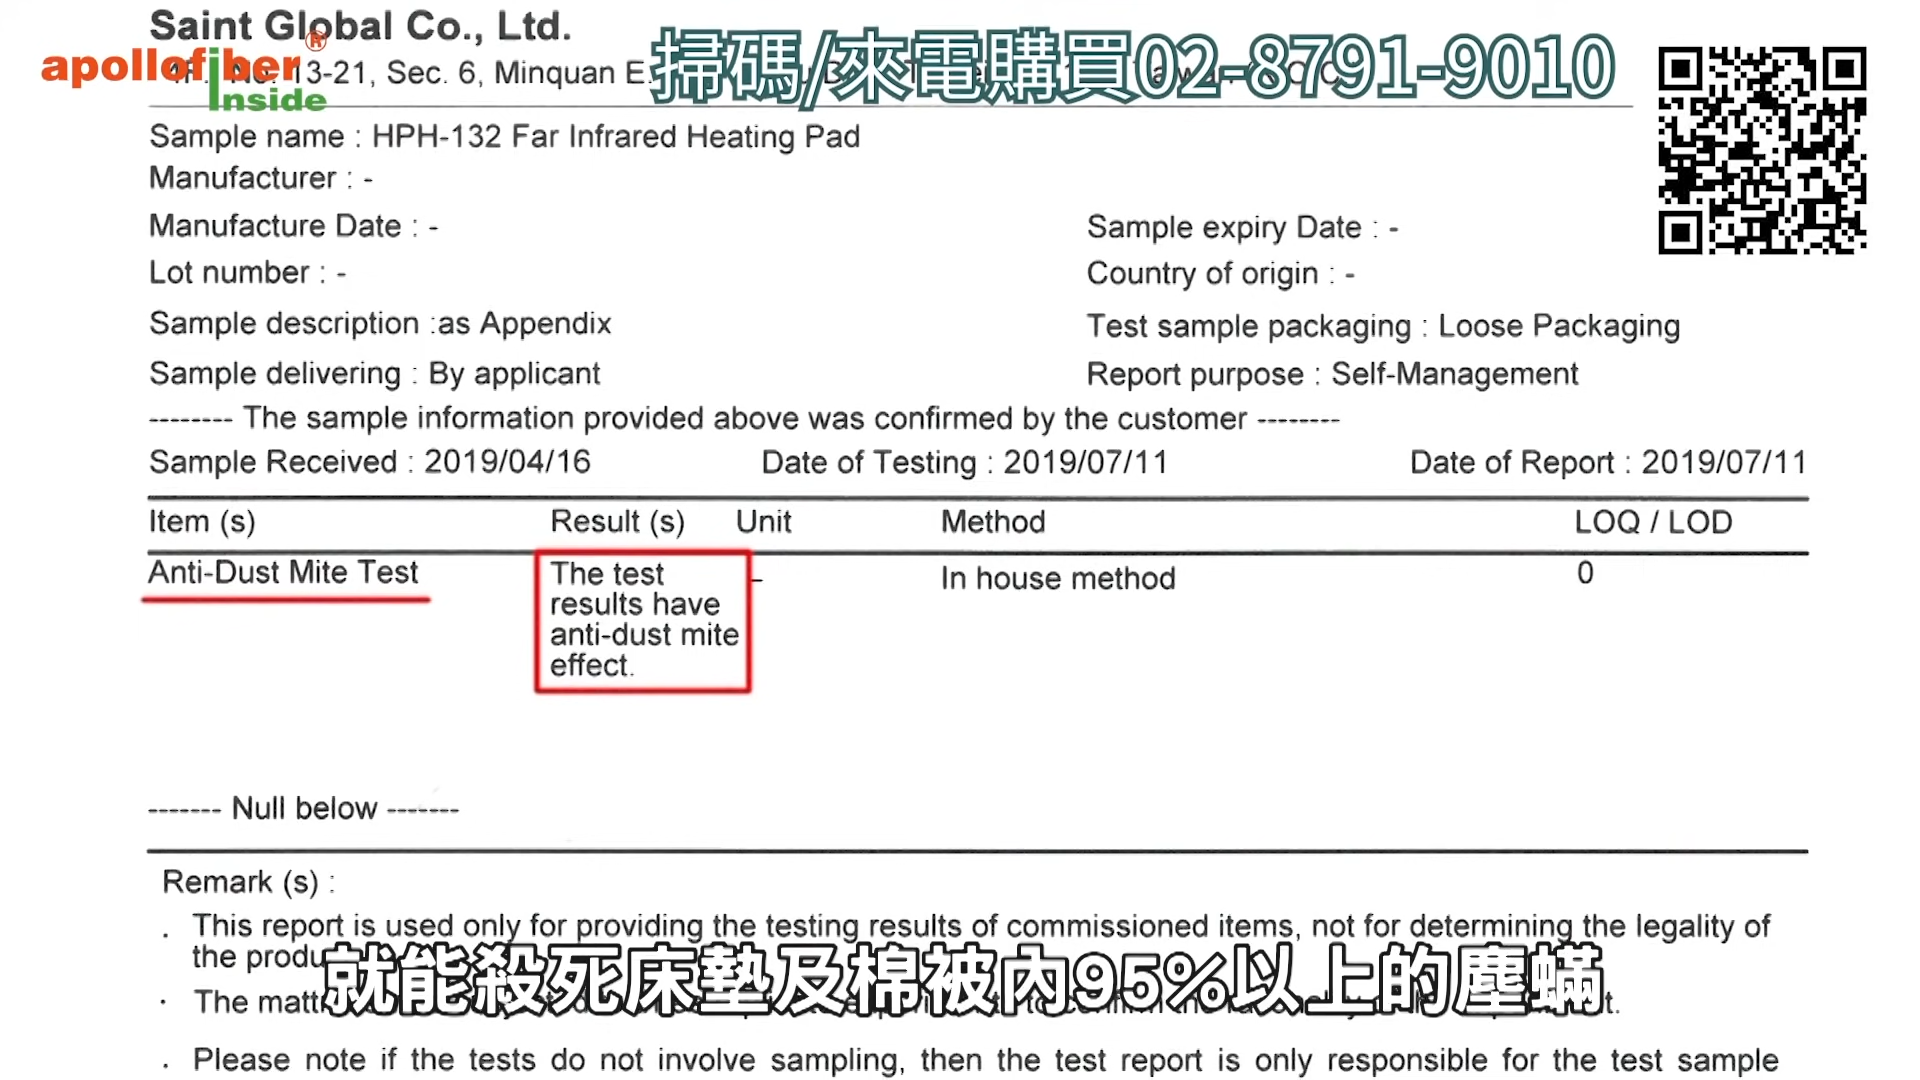 Saint Global Co., Ltd.
apollofiber®
Inside
13-21, Sec. 6, Minquan E.
掃碼/來電購買02-8791-9010
Sample name : HPH-132 Far Infrared Heating Pad
Manufacturer : -
Manufacture Date : -
Sample expiry Date : -
Lot number : -
Country of origin : -
Sample description :as Appendix
Test sample packaging : Loose Packaging
Sample delivering : By applicant
Report purpose : Self-Management
-------- The sample information provided above was confirmed by the customer --------
Sample Received : 2019/04/16 Date of Testing : 2019/07/11 Date of Report : 2019/07/11
Item (s) Result (s) Unit Method LOQ / LOD
Anti-Dust Mite Test The test - In house method 0
results have
anti-dust mite
effect.
------- Null below -------
Remark (s) :
. This report is used only for providing the testing results of commissioned items, not for determining the legality of
the
就能殺死床墊及棉被內95%以上的塵蟎
· The
. Please note if the tests do not involve sampling, then the test report is only responsible for the test sample